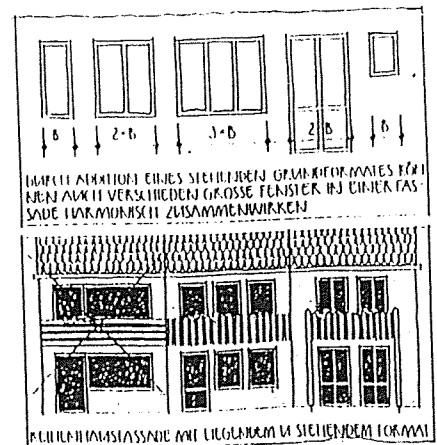 B 2×B 3×B 2×B B
DURCH ADDITION EINES STEHENDEN GRUNDFORMATES KÖN-
NEN AUCH VERSCHIEDEN GROSSE FENSTER IN EINER FAS-
SADE HARMONISCH ZUSAMMENWIRKEN
REIHENHAUSFASSADE MIT LIEGENDEM U STEHENDEM FORMAT